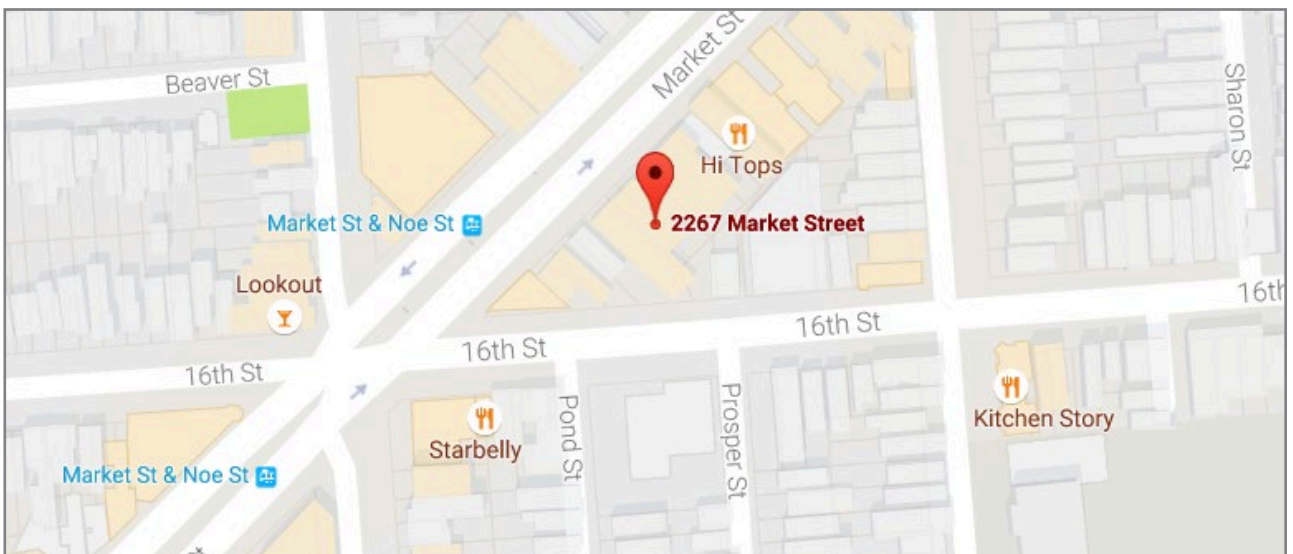 Market St
Beaver St
Sharon St
Hi Tops
2267 Market Street
Market St & Noe St
Lookout
16th
16th St
16th St
16th St
Prosper St
Pond St
Kitchen Story
Starbelly
Market St & Noe St